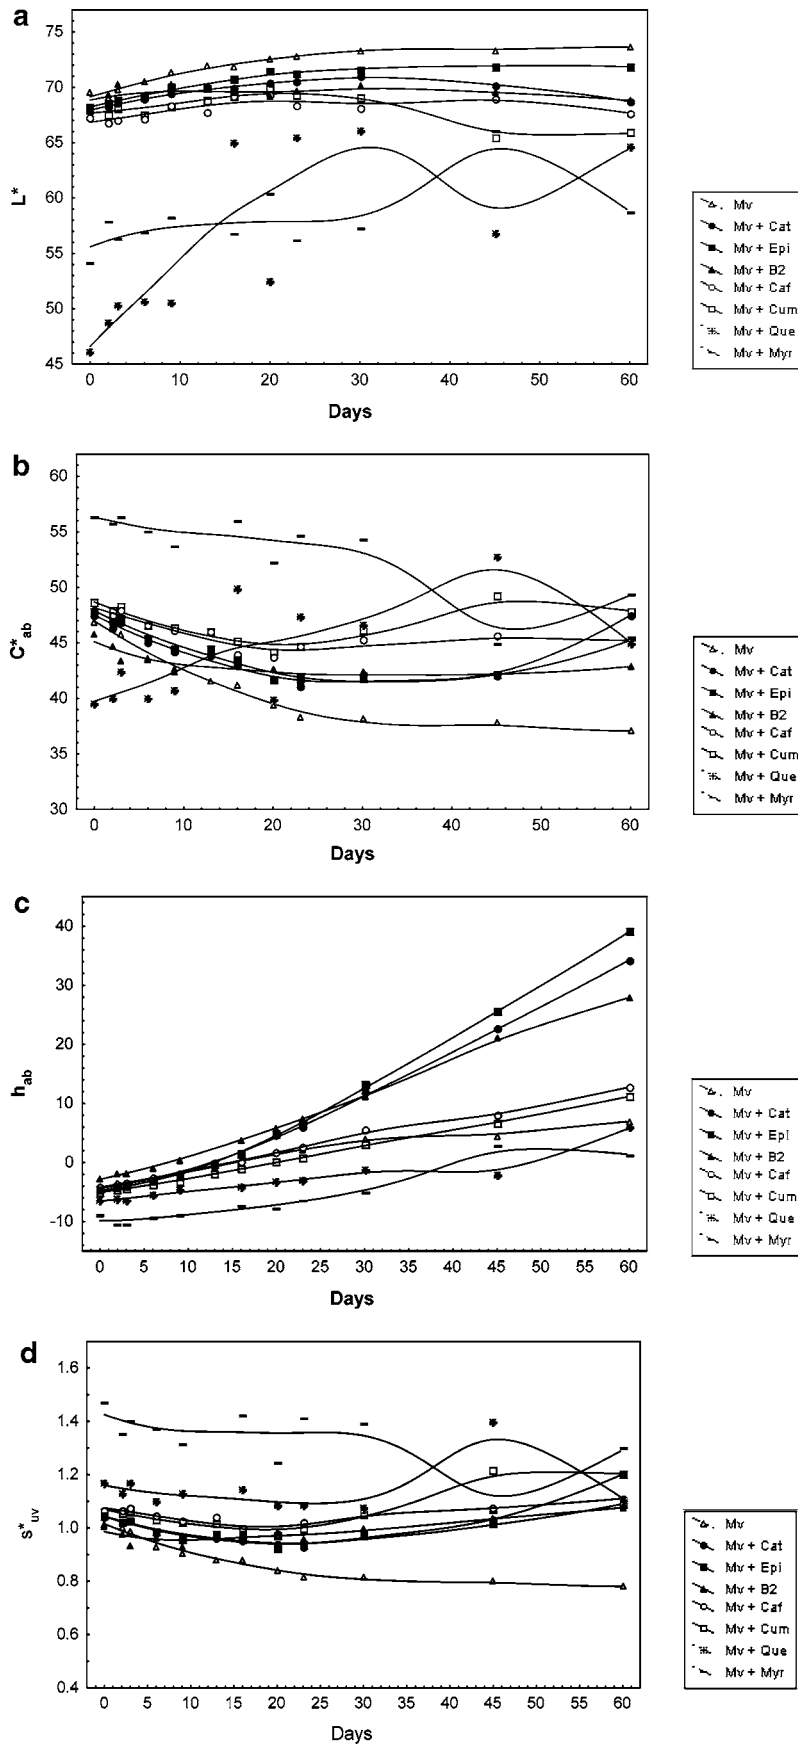 a
75
70
65
60
55
50
45
L*
0 10 20 30 40 50 60
Days
Mv
Mv + Cat
Mv + Epi
Mv + B2
Mv + Caf
Mv + Cum
Mv + Que
Mv + Myr
b
60
55
50
45
40
35
30
C*ab
0 10 20 30 40 50 60
Days
Mv
Mv + Cat
Mv + Epi
Mv + B2
Mv + Caf
Mv + Cum
Mv + Que
Mv + Myr
c
40
30
20
10
0
-10
hab
0 5 10 15 20 25 30 35 40 45 50 55 60
Days
Mv
Mv + Cat
Mv + Epi
Mv + B2
Mv + Caf
Mv + Cum
Mv + Que
Mv + Myr
d
1.6
1.4
1.2
1.0
0.8
0.6
0.4
s*uv
0 5 10 15 20 25 30 35 40 45 50 55 60
Days
Mv
Mv + Cat
Mv + Epi
Mv + B2
Mv + Caf
Mv + Cum
Mv + Que
Mv + Myr